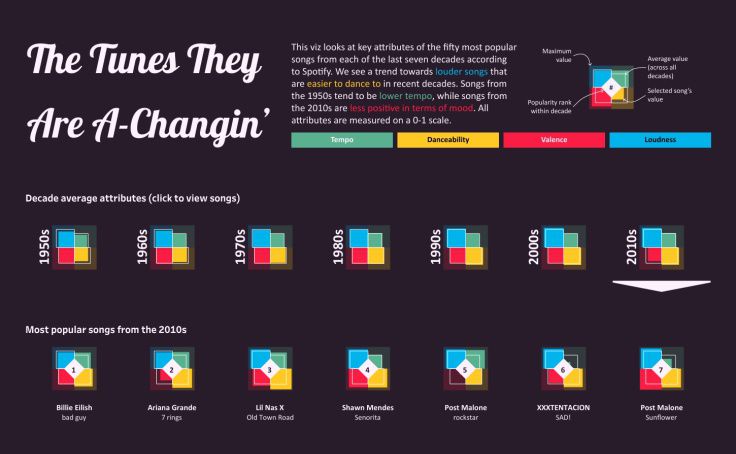 The Tunes They
Are A-Changin'
This viz looks at key attributes of the fifty most popular
songs from each of the last seven decades according
to Spotify. We see a trend towards louder songs that
are easier to dance to in recent decades. Songs from
the 1950s tend to be lower tempo, while songs from
the 2010s are less positive in terms of mood. All
attributes are measured on a 0-1 scale.
Maximum
value
Average value
(across all
decades)
#
Popularity rank
within decade
Selected song's
value
Tempo
Danceability
Valence
Loudness
Decade average attributes (click to view songs)
1950s
1960s
1970s
1980s
1990s
2000s
2010s
Most popular songs from the 2010s
1
2
3
4
5
6
7
Billie Eilish
bad guy
Ariana Grande
7 rings
Lil Nas X
Old Town Road
Shawn Mendes
Senorita
Post Malone
rockstar
XXXTENTACION
SAD!
Post Malone
Sunflower